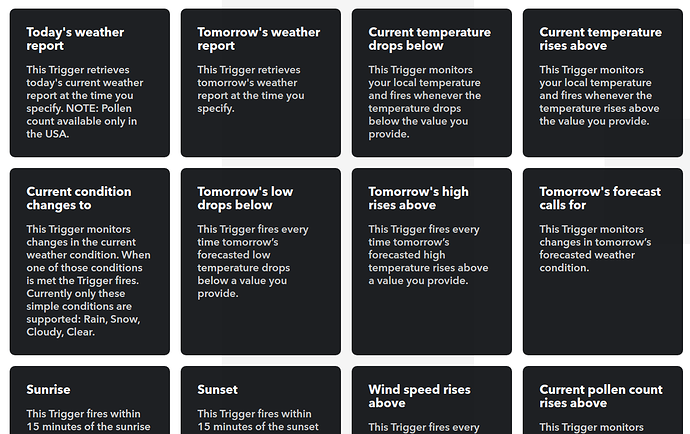 Today's weather
report
This Trigger retrieves
today's current weather
report at the time you
specify. NOTE: Pollen
count available only in
the USA.
Tomorrow's weather
report
This Trigger retrieves
tomorrow's weather
report at the time you
specify.
Current temperature
drops below
This Trigger monitors
your local temperature
and fires whenever the
temperature drops
below the value you
provide.
Current temperature
rises above
This Trigger monitors
your local temperature
and fires whenever the
temperature rises above
the value you provide.
Current condition
changes to
This Trigger monitors
changes in the current
weather condition. When
one of those conditions
is met the Trigger fires.
Currently only these
simple conditions are
supported: Rain, Snow,
Cloudy, Clear.
Tomorrow's low
drops below
This Trigger fires every
time tomorrow’s
forecasted low
temperature drops
below a value you
provide.
Tomorrow's high
rises above
This Trigger fires every
time tomorrow’s
forecasted high
temperature rises above
a value you provide.
Tomorrow's forecast
calls for
This Trigger monitors
changes in tomorrow’s
forecasted weather
condition.
Sunrise
This Trigger fires within
15 minutes of the sunrise
Sunset
This Trigger fires within
15 minutes of the sunset
Wind speed rises
above
This Trigger fires every
Current pollen count
rises above
This Trigger monitors